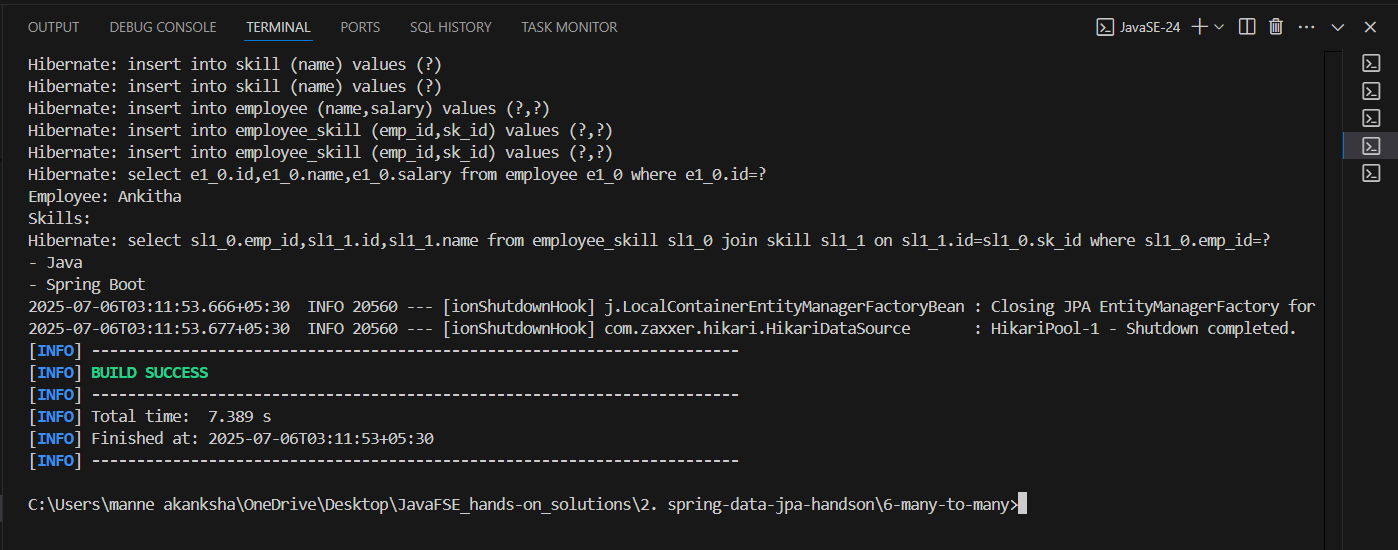 OUTPUT DEBUG CONSOLE TERMINAL PORTS SQL HISTORY TASK MONITOR JavaSE-24
Hibernate: insert into skill (name) values (?)
Hibernate: insert into skill (name) values (?)
Hibernate: insert into employee (name,salary) values (?,?)
Hibernate: insert into employee_skill (emp_id,sk_id) values (?,?)
Hibernate: insert into employee_skill (emp_id,sk_id) values (?,?)
Hibernate: select e1_0.id,e1_0.name,e1_0.salary from employee e1_0 where e1_0.id=?
Employee: Ankitha
Skills:
Hibernate: select sl1_0.emp_id,sl1_1.id,sl1_1.name from employee_skill sl1_0 join skill sl1_1 on sl1_1.id=sl1_0.sk_id where sl1_0.emp_id=?
- Java
- Spring Boot
2025-07-06T03:11:53.666+05:30  INFO 20560 --- [ionShutdownHook] j.LocalContainerEntityManagerFactoryBean : Closing JPA EntityManagerFactory for
2025-07-06T03:11:53.677+05:30  INFO 20560 --- [ionShutdownHook] com.zaxxer.hikari.HikariDataSource       : HikariPool-1 - Shutdown completed.
[INFO] ------------------------------------------------------------------------
[INFO] BUILD SUCCESS
[INFO] ------------------------------------------------------------------------
[INFO] Total time:  7.389 s
[INFO] Finished at: 2025-07-06T03:11:53+05:30
[INFO] ------------------------------------------------------------------------
C:\Users\manne akanksha\OneDrive\Desktop\JavaFSE_hands-on_solutions\2. spring-data-jpa-handson\6-many-to-many>